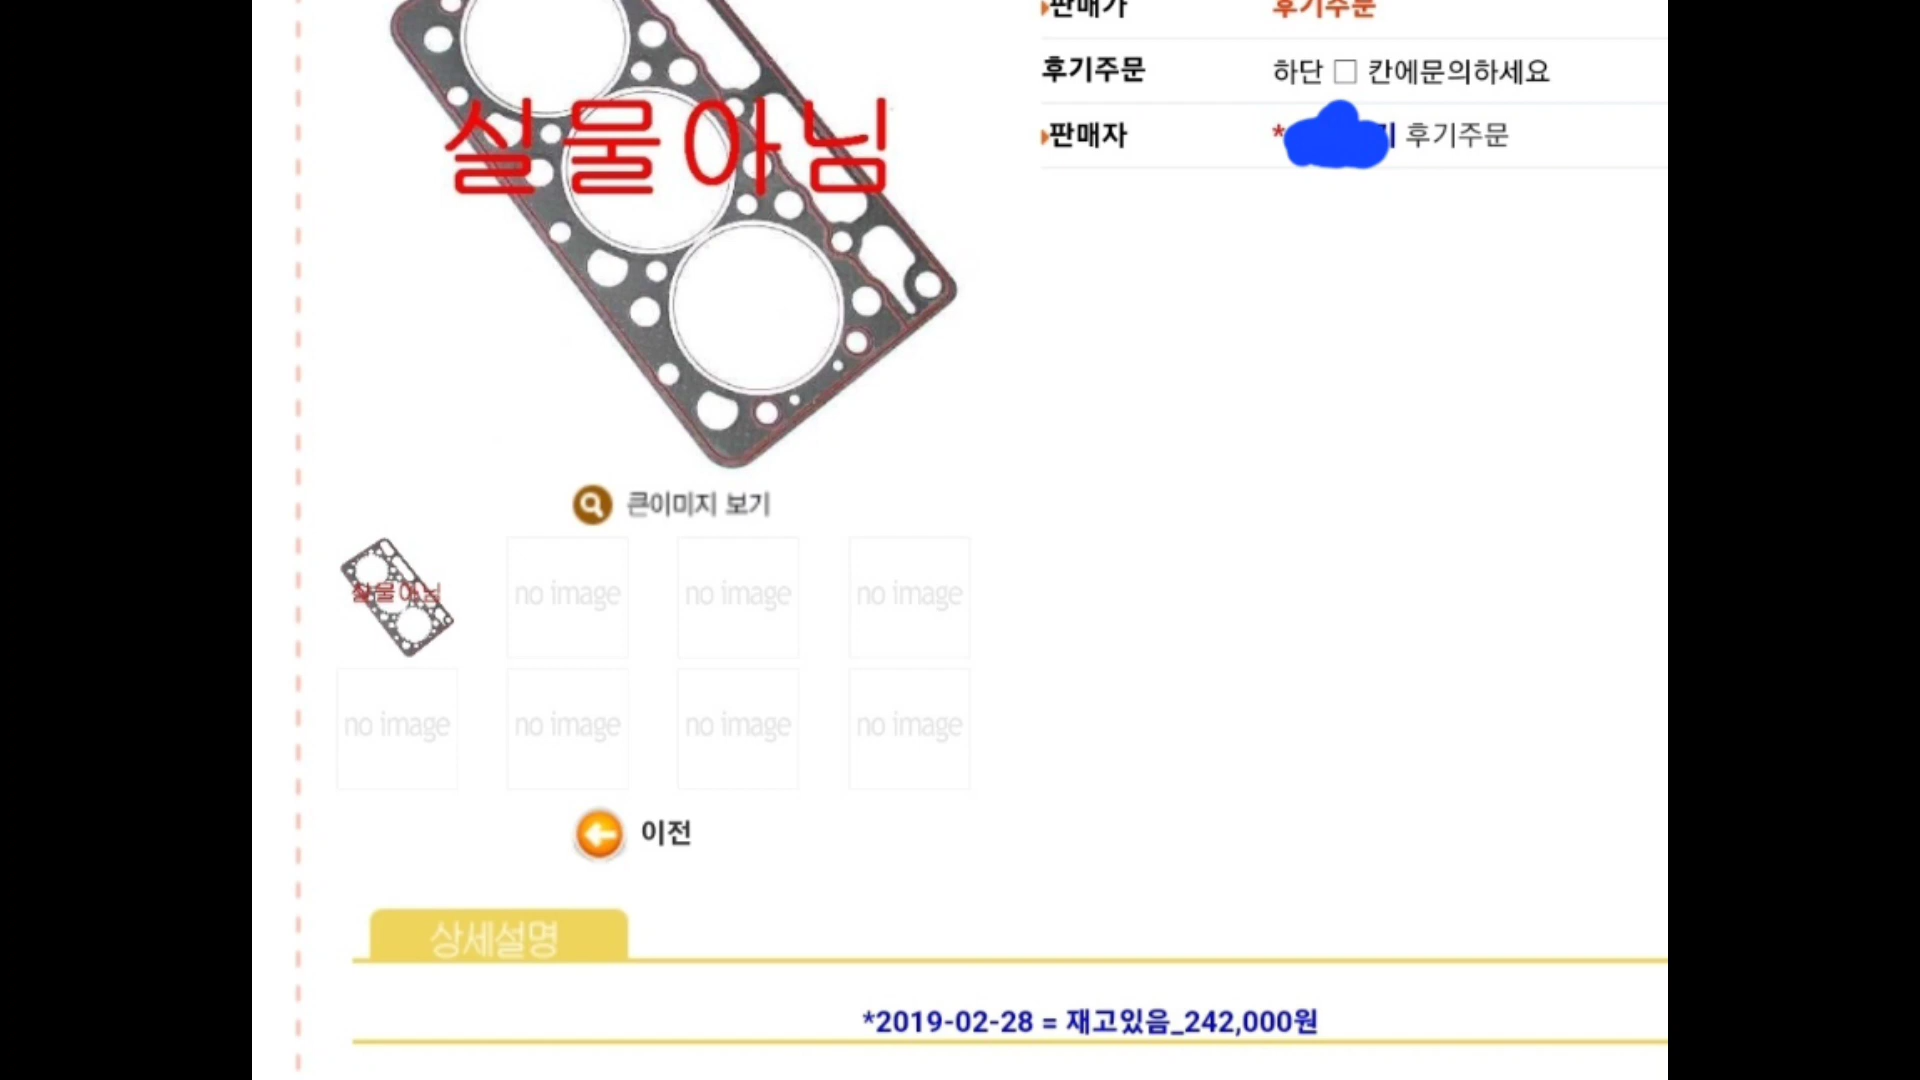 판매가 후기주문
후기주문 하단 □ 칸에문의하세요
판매자 * 후기주문
실물아님
큰이미지 보기
실물아님 no image no image no image
no image no image no image no image
이전
상세설명
*2019-02-28 = 재고있음_242,000원